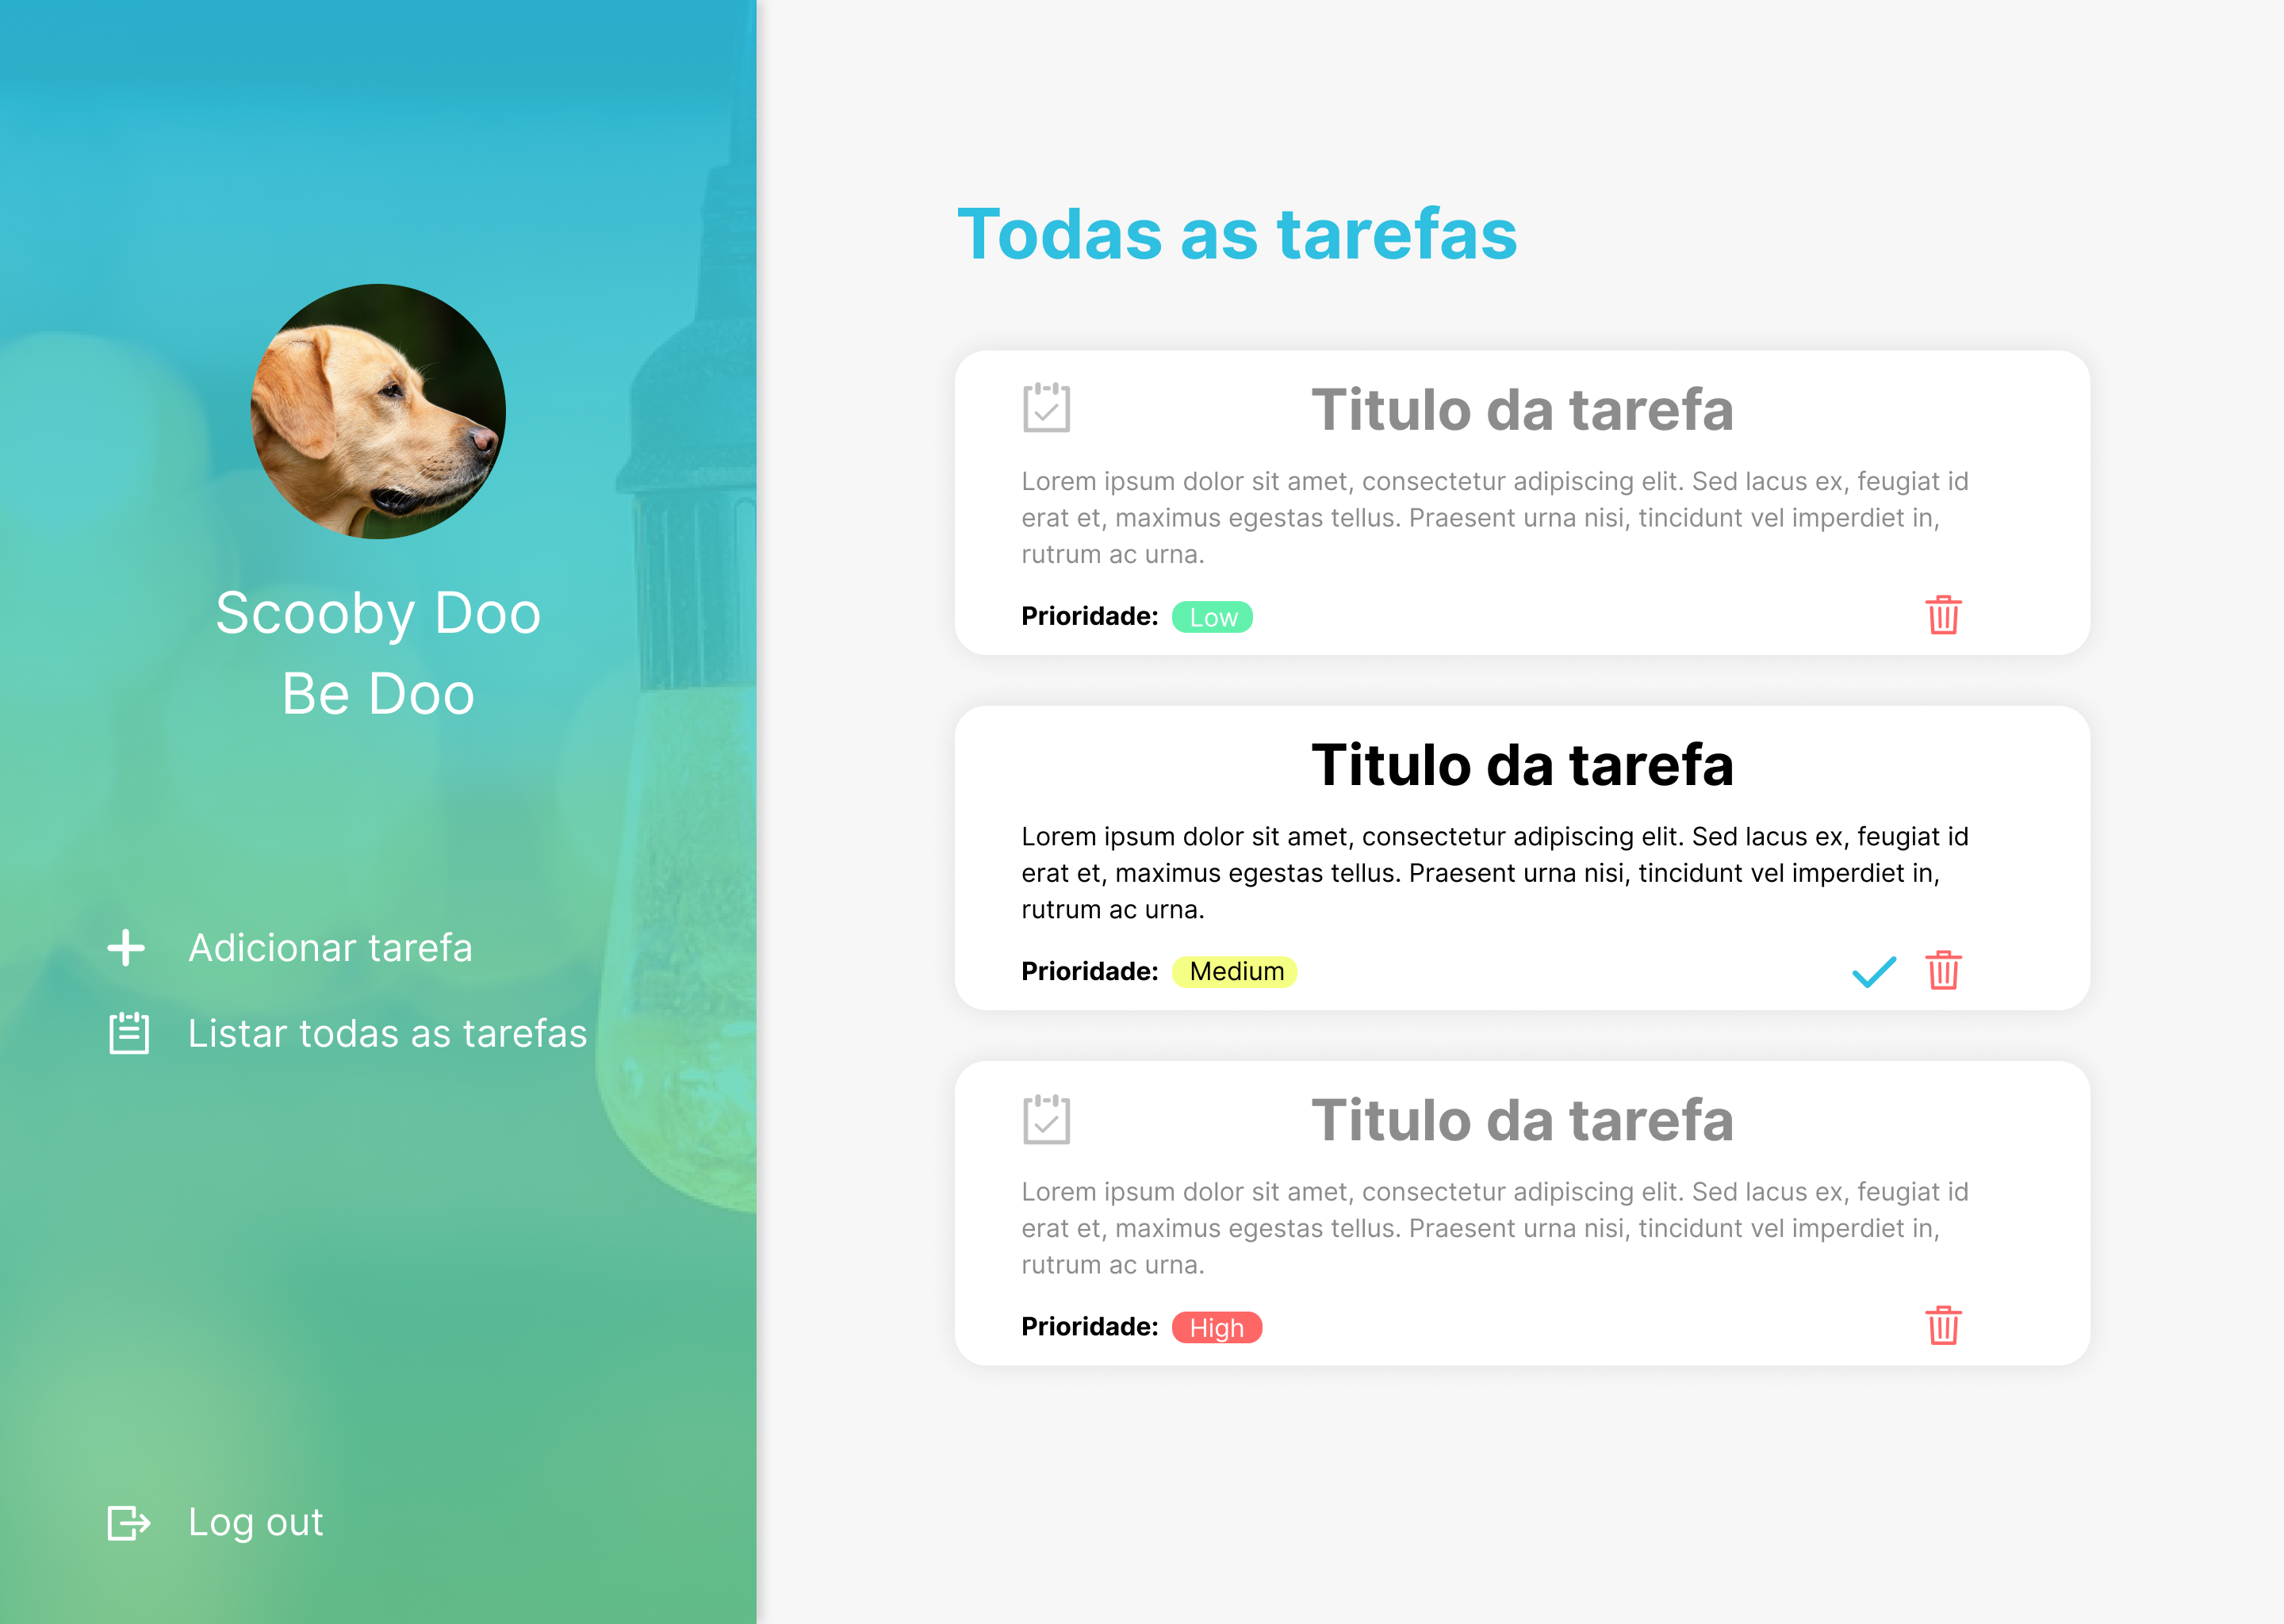 Scooby Doo
Be Doo
Adicionar tarefa
Listar todas as tarefas
Log out
Todas as tarefas
Titulo da tarefa
Lorem ipsum dolor sit amet, consectetur adipiscing elit. Sed lacus ex, feugiat id
erat et, maximus egestas tellus. Praesent urna nisi, tincidunt vel imperdiet in,
rutrum ac urna.
Prioridade: Low
Titulo da tarefa
Lorem ipsum dolor sit amet, consectetur adipiscing elit. Sed lacus ex, feugiat id
erat et, maximus egestas tellus. Praesent urna nisi, tincidunt vel imperdiet in,
rutrum ac urna.
Prioridade: Medium
Titulo da tarefa
Lorem ipsum dolor sit amet, consectetur adipiscing elit. Sed lacus ex, feugiat id
erat et, maximus egestas tellus. Praesent urna nisi, tincidunt vel imperdiet in,
rutrum ac urna.
Prioridade: High